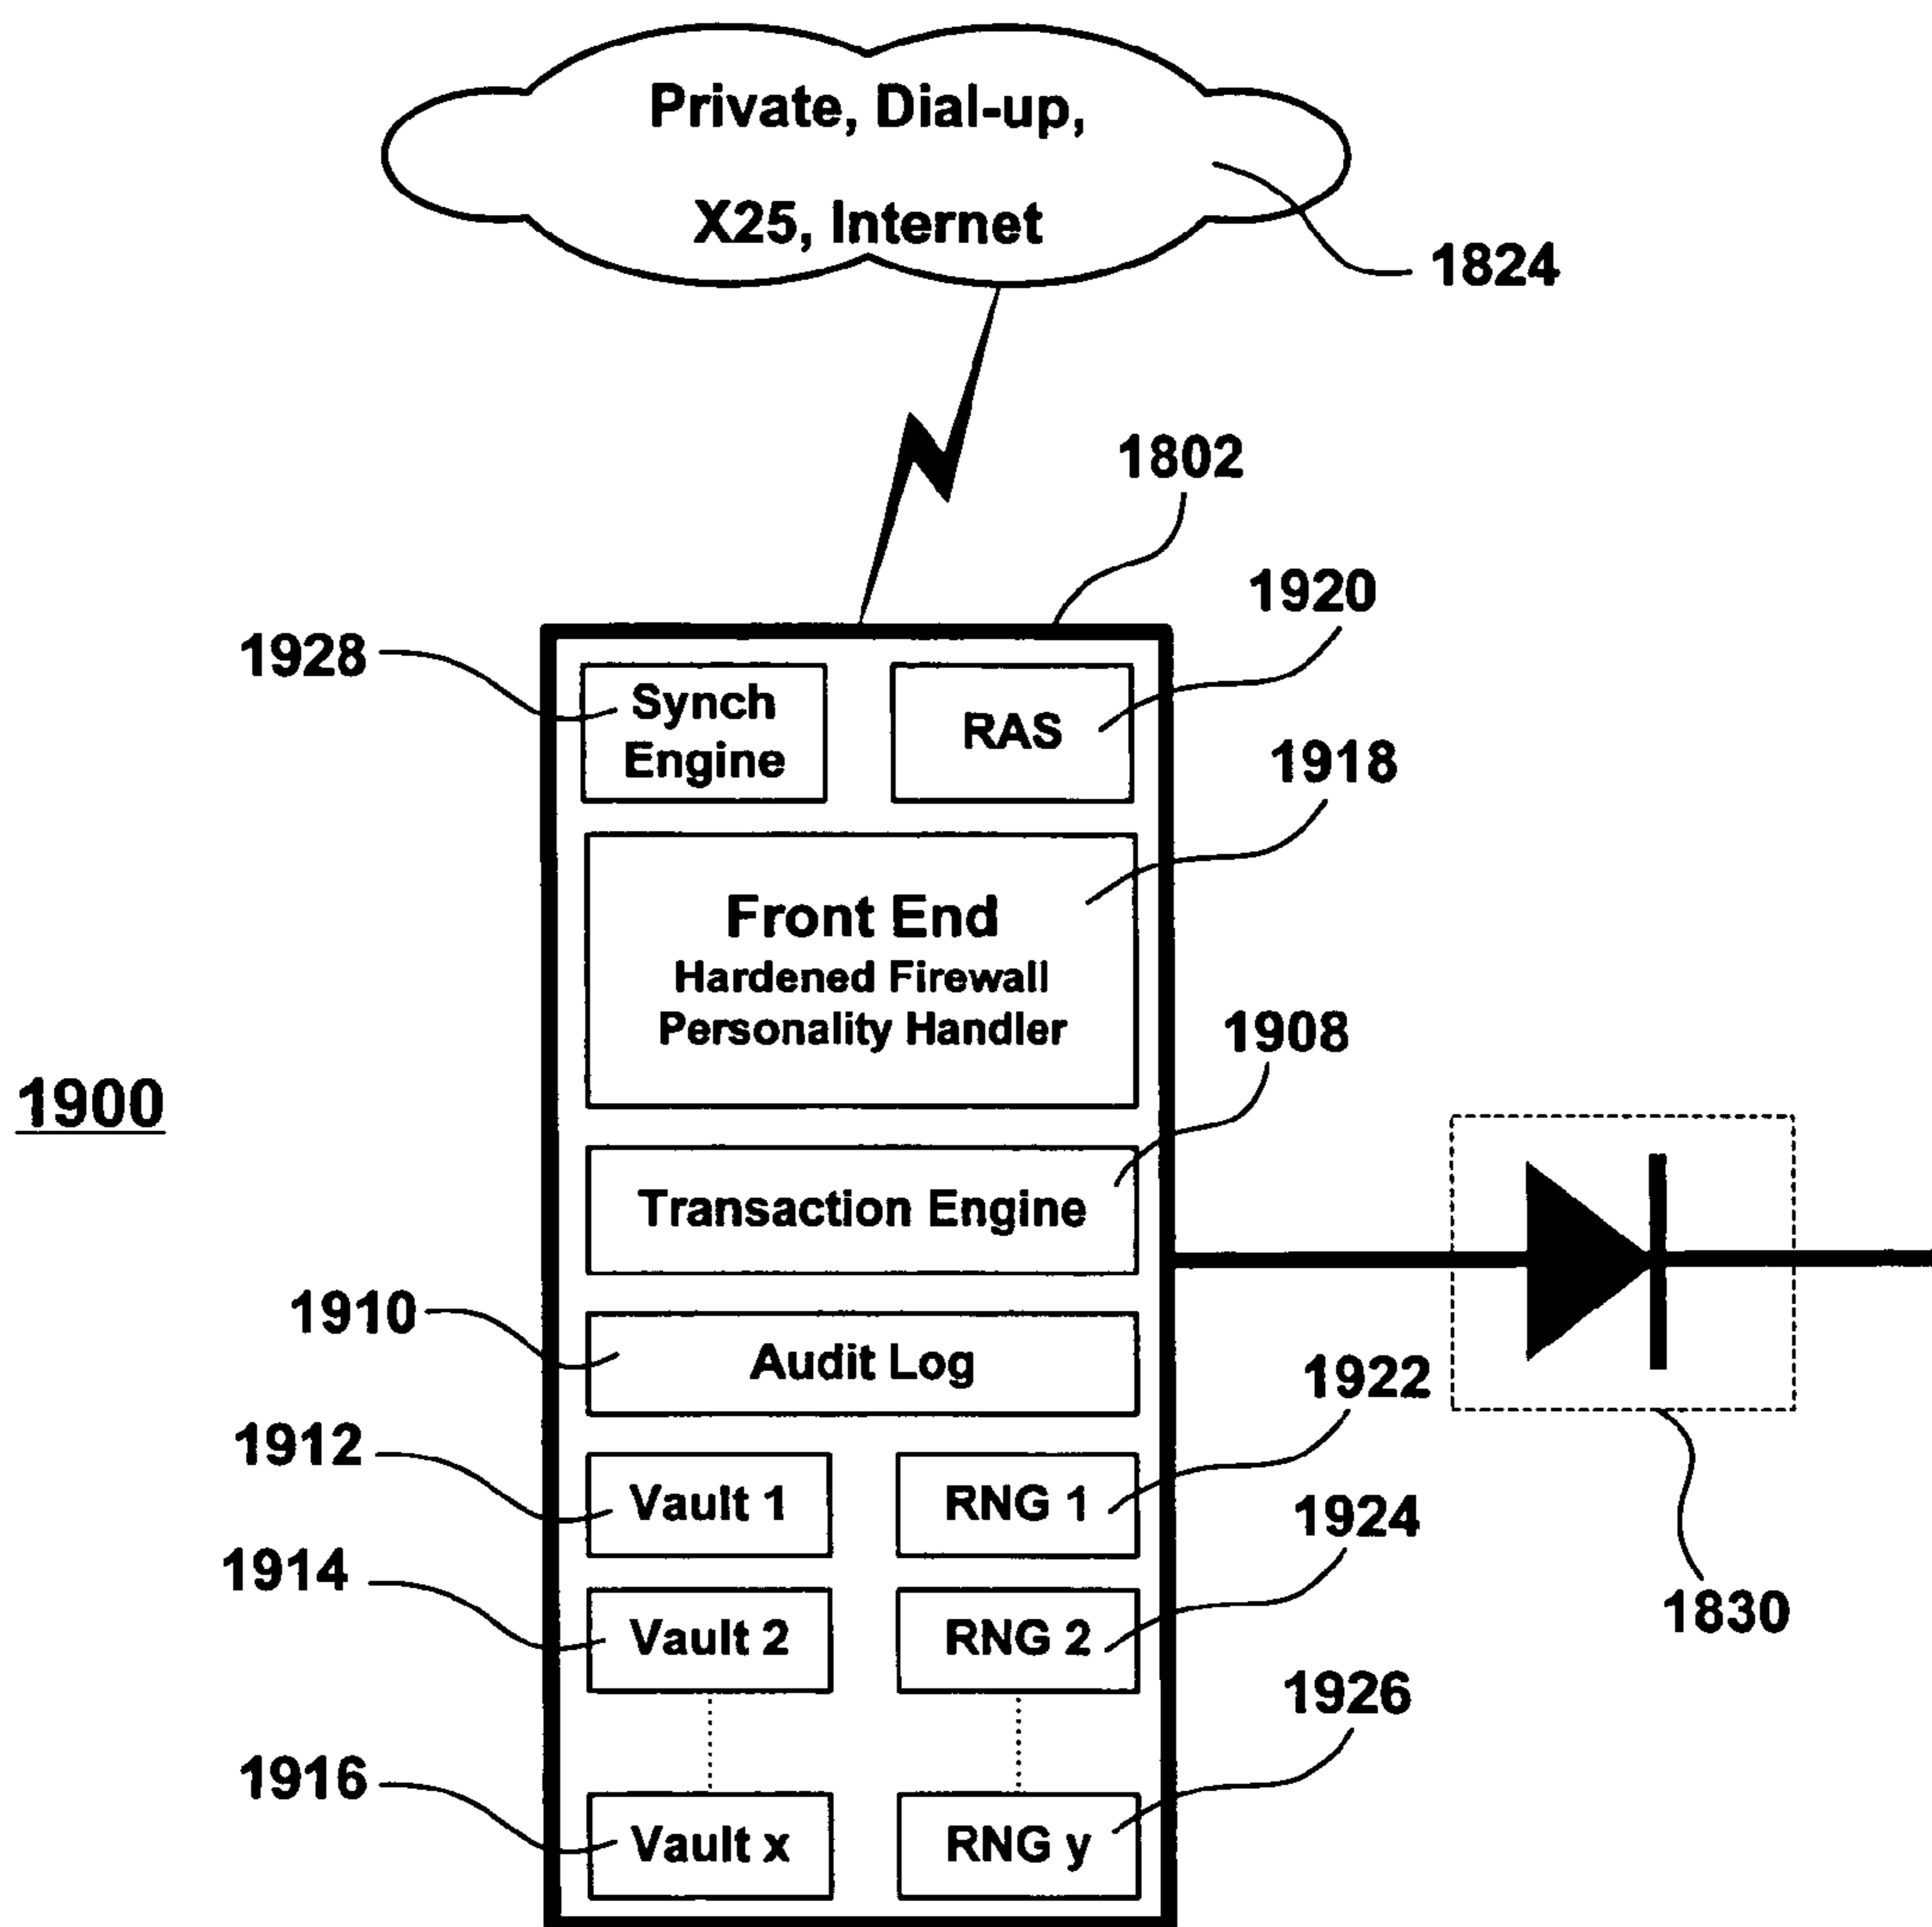 Private, Dial-up,
X25, Internet
1824
1802
1920
1928
Synch
Engine
RAS
1918
Front End
Hardened Firewall
Personality Handler
1908
1900
Transaction Engine
1910
Audit Log
1922
1912
Vault 1
RNG 1
1924
1914
Vault 2
RNG 2
1830
1926
1916
Vault x
RNG y